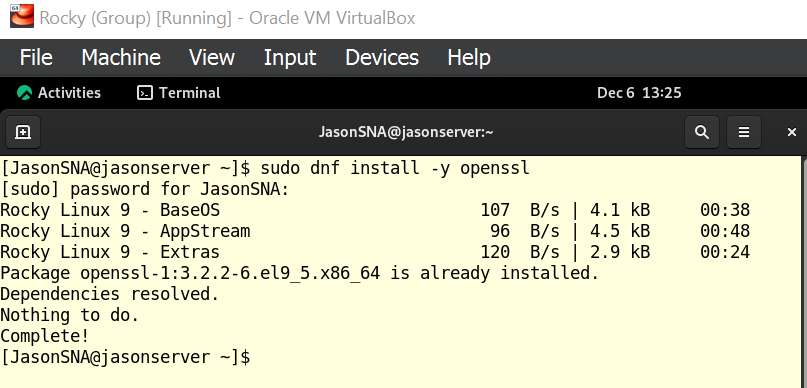 64
Rocky (Group) [Running] - Oracle VM VirtualBox
File Machine View Input Devices Help
Activities Terminal Dec 6 13:25
JasonSNA@jasonserver:~
[JasonSNA@jasonserver ~]$ sudo dnf install -y openssl
[sudo] password for JasonSNA:
Rocky Linux 9 - BaseOS 107 B/s | 4.1 kB 00:38
Rocky Linux 9 - AppStream 96 B/s | 4.5 kB 00:48
Rocky Linux 9 - Extras 120 B/s | 2.9 kB 00:24
Package openssl-1:3.2.2-6.el9_5.x86_64 is already installed.
Dependencies resolved.
Nothing to do.
Complete!
[JasonSNA@jasonserver ~]$